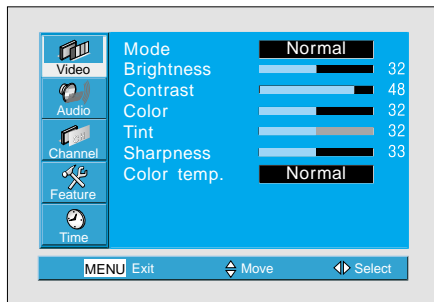 Video
Audio
Channel
Feature
Time
Mode Normal
Brightness 32
Contrast 48
Color 32
Tint 32
Sharpness 33
Color temp. Normal
MENU Exit Move Select